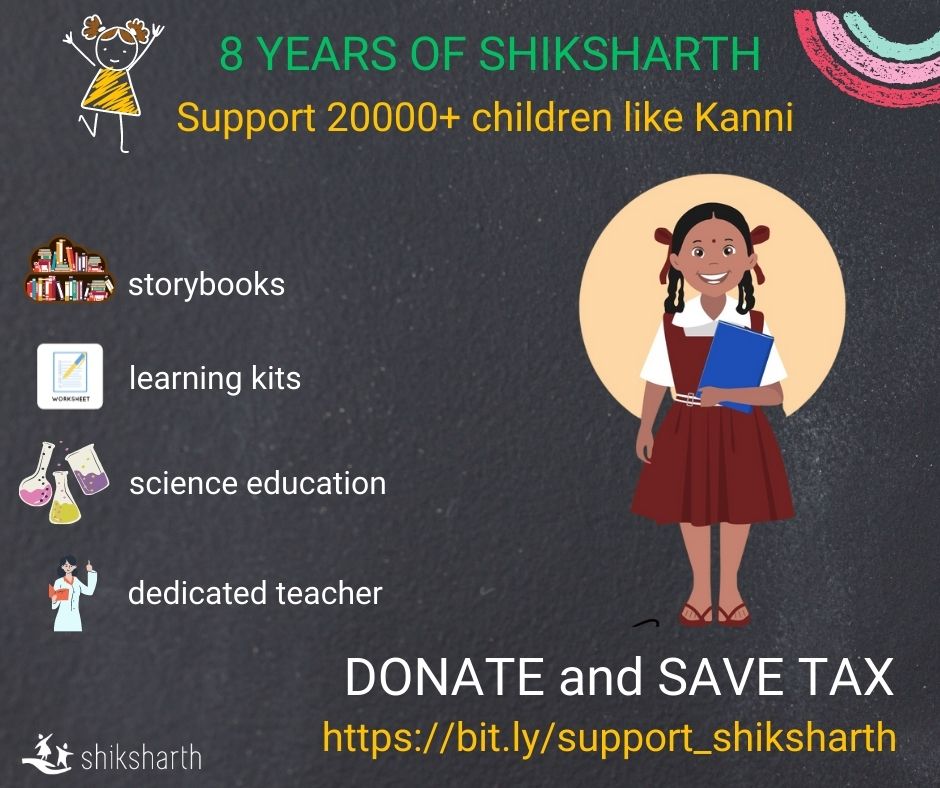 8 YEARS OF SHIKSHARTH
Support 20000+ children like Kanni
storybooks
WORKSHEET
learning kits
science education
dedicated teacher
DONATE and SAVE TAX
https://bit.ly/support_shiksharth
shiksharth